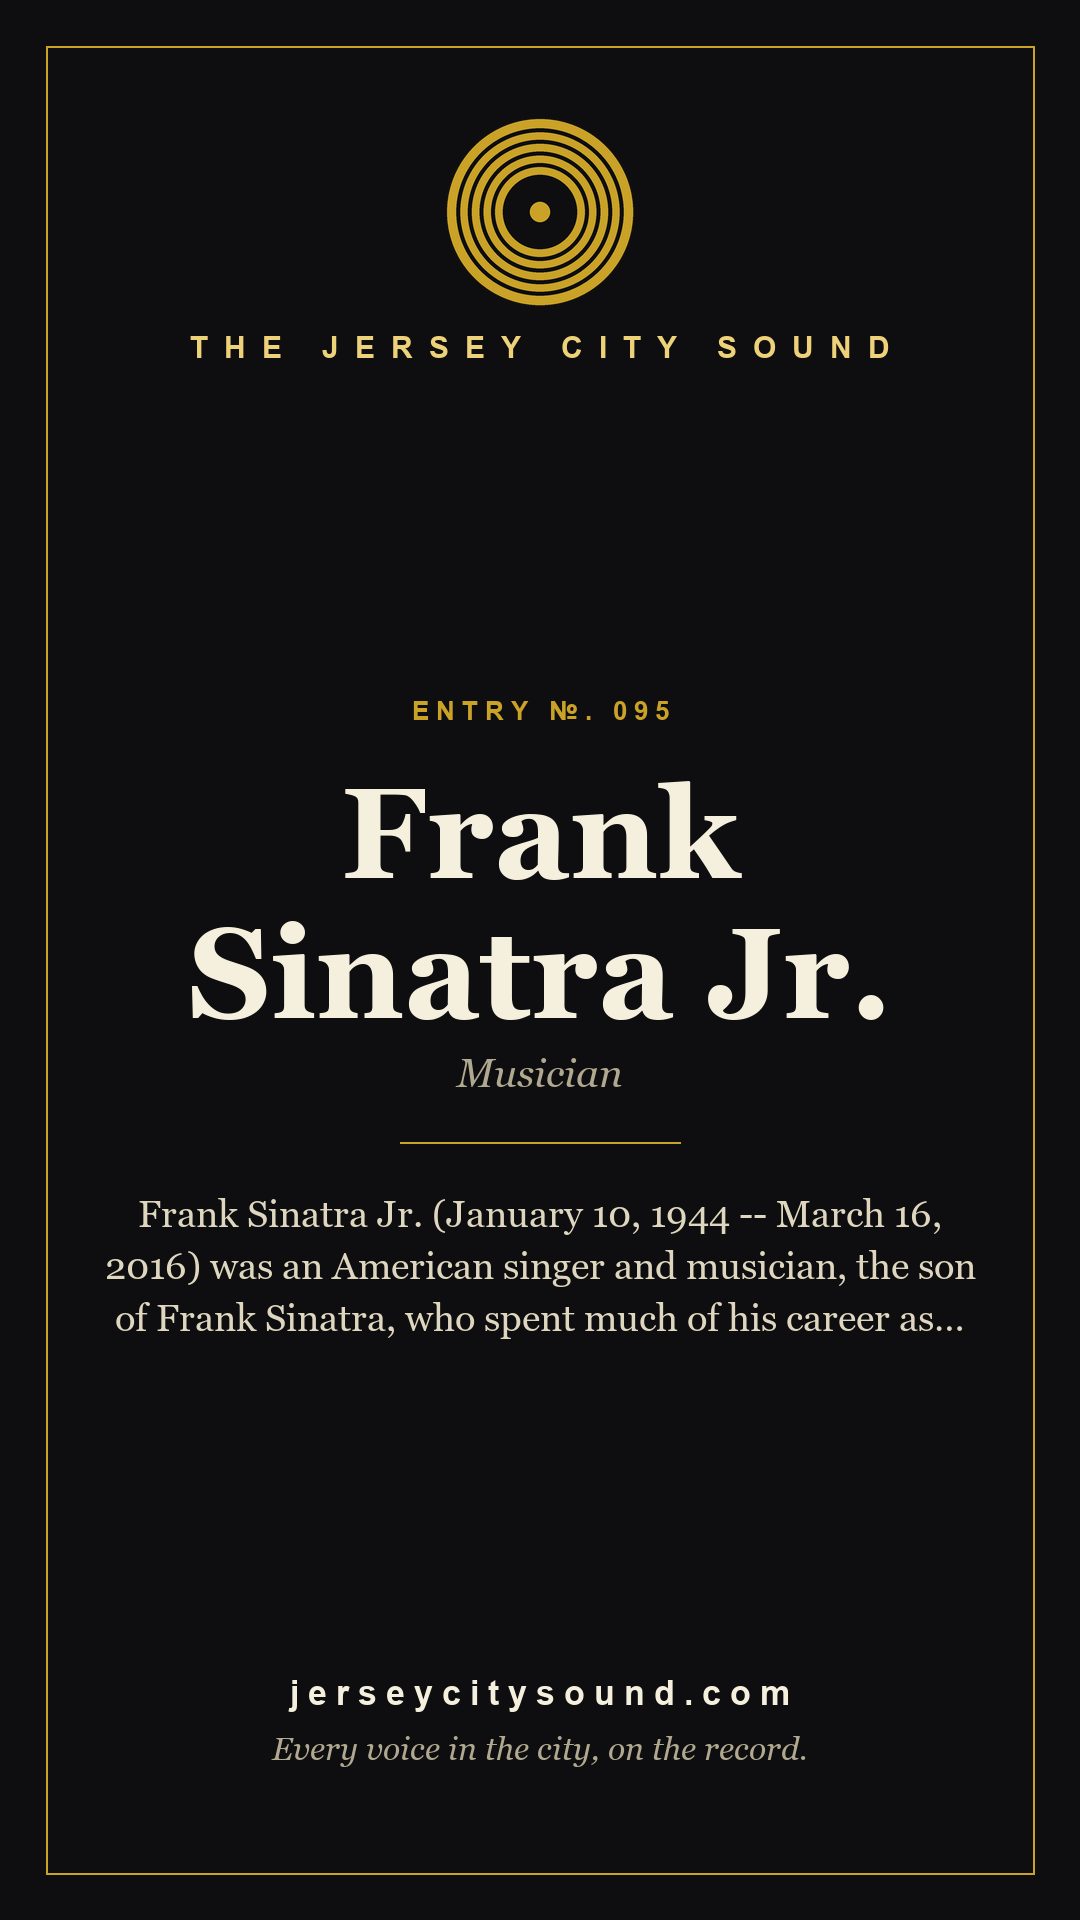 THE JERSEY CITY SOUND
ENTRY №. 095
Frank
Sinatra Jr.
Musician
Frank Sinatra Jr. (January 10, 1944 -- March 16,
2016) was an American singer and musician, the son
of Frank Sinatra, who spent much of his career as...
jerseycitysound.com
Every voice in the city, on the record.